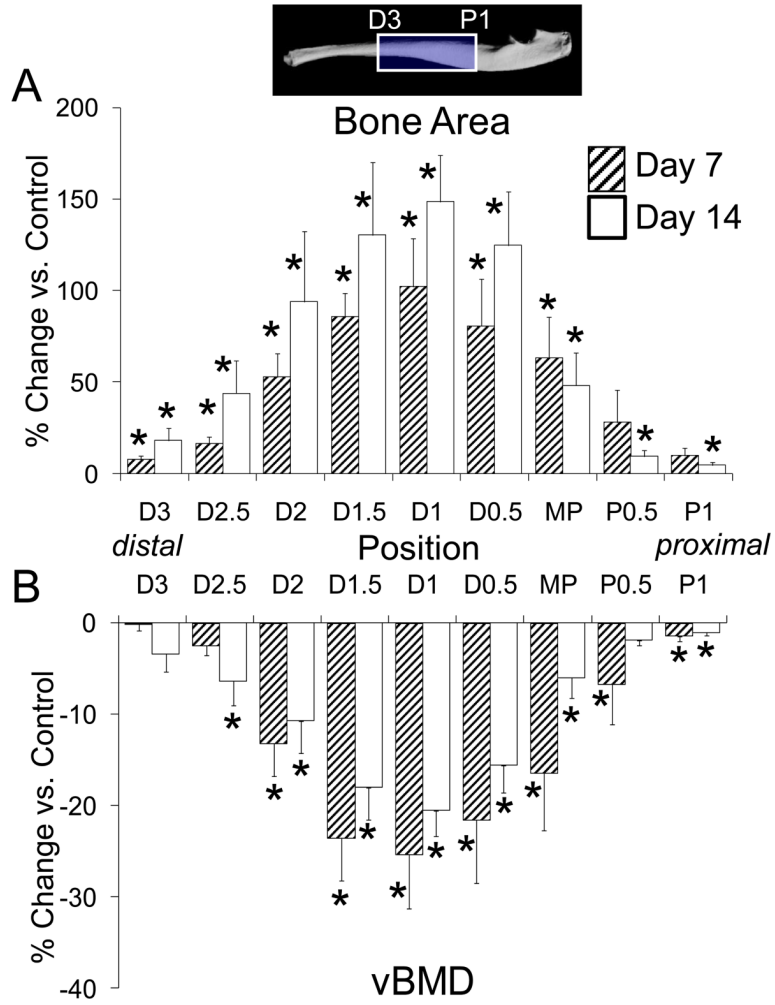 D3 P1
A
Bone Area
Day 7
Day 14
% Change vs. Control
200
150
100
50
0
* * * * * * * * * * * * * * * *
D3 D2.5 D2 D1.5 D1 D0.5 MP P0.5 P1
distal Position proximal
B
D3 D2.5 D2 D1.5 D1 D0.5 MP P0.5 P1
% Change vs. Control
0
-10
-20
-30
-40
* * * * * * * * * * * * * * *
vBMD